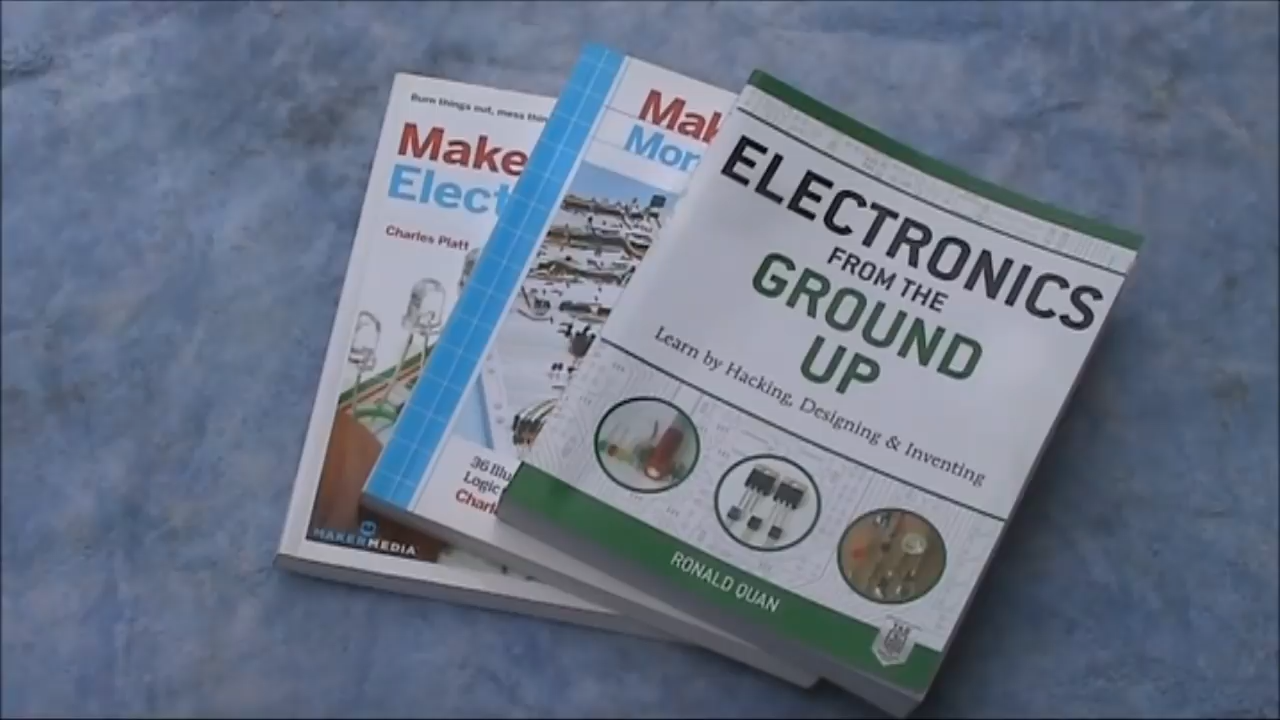 Burn things out, mess thin
Make
Elect
Charles Platt
MAKERMEDIA
Mak
Mor
36 Illu
Logic
Charl
ELECTRONICS
FROM THE
GROUND
UP
Learn by Hacking, Designing & Inventing
RONALD QUAN